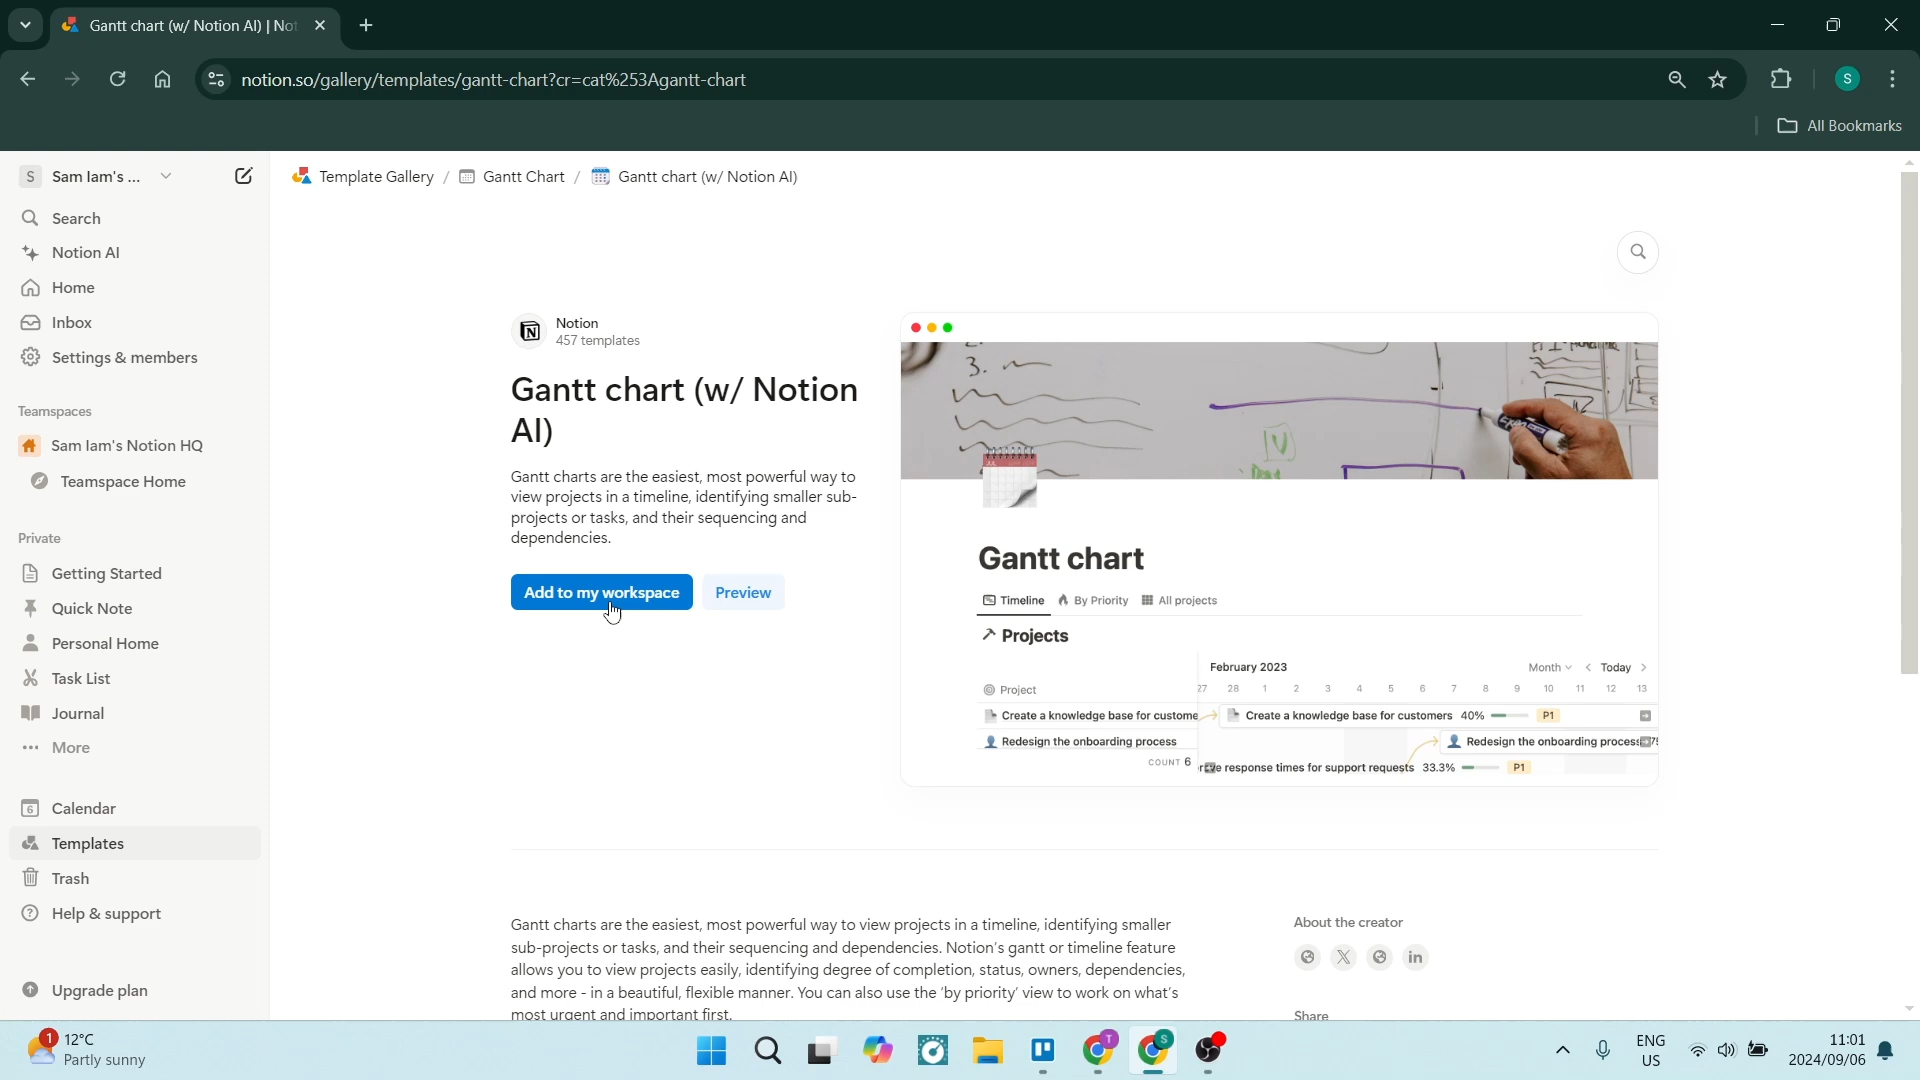 Gantt chart (w/ Notion AI) | Not
notion.so/gallery/templates/gantt-chart?cr=cat%253Agantt-chart
S
All Bookmarks
S Sam Iam's ...
Template Gallery / Gantt Chart / Gantt chart (w/ Notion AI)
Search
Notion AI
Home
Inbox
Settings & members
Teamspaces
Sam Iam's Notion HQ
Teamspace Home
Private
Getting Started
Quick Note
Personal Home
Task List
Journal
More
6 Calendar
Templates
Trash
Help & support
Upgrade plan
Notion
457 templates
Gantt chart (w/ Notion
AI)
Gantt charts are the easiest, most powerful way to
view projects in a timeline, identifying smaller sub-
projects or tasks, and their sequencing and
dependencies.
Add to my workspace Preview
3.
JUL
Gantt chart
Timeline By Priority All projects
Projects
February 2023 Month Today
Project 27 28 1 2 3 4 5 6 7 8 9 10 11 12 13
Create a knowledge base for custome Create a knowledge base for customers 40% P1
Redesign the onboarding process Redesign the onboarding process
COUNT 6 response times for support requests 33.3% P1
Gantt charts are the easiest, most powerful way to view projects in a timeline, identifying smaller
sub-projects or tasks, and their sequencing and dependencies. Notion's gantt or timeline feature
allows you to view projects easily, identifying degree of completion, status, owners, dependencies,
and more - in a beautiful, flexible manner. You can also use the 'by priority' view to work on what's
most urgent and important first.
About the creator
X in
Share
1 12°C
Partly sunny
T
S
ENG
US
11:01
2024/09/06